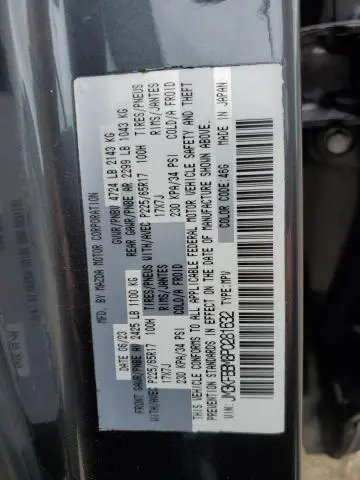 MFD. BY MAZDA MOTOR CORPORATION
DATE 06/23 GVWR/PNBV 4724 LB 2143 KG
FRONT GAWR/PNBE AV 2425 LB 1100 KG REAR GAWR/PNBE AR 2299 LB 1043 KG
WITH/AVEC P225/65R17 100H TIRES/PNEUS WITH/AVEC P225/65R17 100H TIRES/PNEUS
17X7J RIMS/JANTES 17X7J RIMS/JANTES
230 KPA/34 PSI COLD/A FROID 230 KPA/34 PSI COLD/A FROID
THIS VEHICLE CONFORMS TO ALL APPLICABLE FEDERAL MOTOR VEHICLE SAFETY AND THEFT
PREVENTION STANDARDS IN EFFECT ON THE DATE OF MANUFACTURE SHOWN ABOVE.
VIN: TYPE:MPV COLOR CODE:46G MADE IN JAPAN